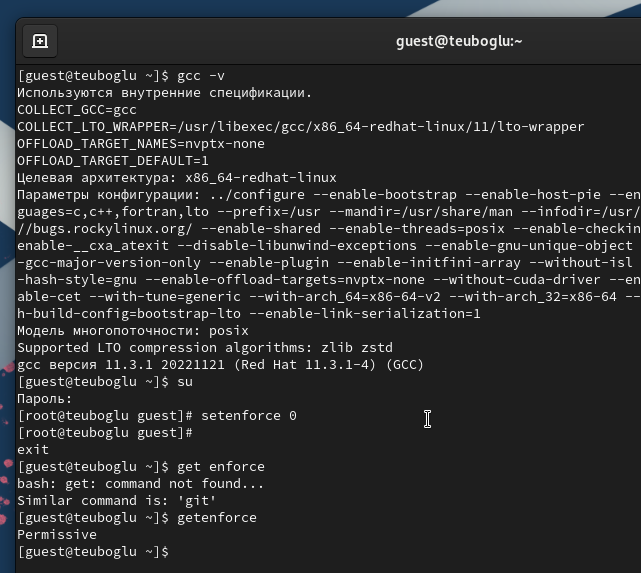 guest@teuboglu:~
[guest@teuboglu ~]$ gcc -v
Используются внутренние спецификации.
COLLECT_GCC=gcc
COLLECT_LTO_WRAPPER=/usr/libexec/gcc/x86_64-redhat-linux/11/lto-wrapper
OFFLOAD_TARGET_NAMES=nvptx-none
OFFLOAD_TARGET_DEFAULT=1
Целевая архитектура: x86_64-redhat-linux
Параметры конфигурации: ../configure --enable-bootstrap --enable-host-pie --en
guages=c,c++,fortran,lto --prefix=/usr --mandir=/usr/share/man --infodir=/usr/
//bugs.rockylinux.org/ --enable-shared --enable-threads=posix --enable-checkin
enable-__cxa_atexit --disable-libunwind-exceptions --enable-gnu-unique-object
-gcc-major-version-only --enable-plugin --enable-initfini-array --without-isl
-hash-style=gnu --enable-offload-targets=nvptx-none --without-cuda-driver --en
able-cet --with-tune=generic --with-arch_64=x86-64-v2 --with-arch_32=x86-64 --
h-build-config=bootstrap-lto --enable-link-serialization=1
Модель многопоточности: posix
Supported LTO compression algorithms: zlib zstd
gcc версия 11.3.1 20221121 (Red Hat 11.3.1-4) (GCC)
[guest@teuboglu ~]$ su
Пароль:
[root@teuboglu guest]# setenforce 0
[root@teuboglu guest]#
exit
[guest@teuboglu ~]$ get enforce
bash: get: command not found...
Similar command is: 'git'
[guest@teuboglu ~]$ getenforce
Permissive
[guest@teuboglu ~]$